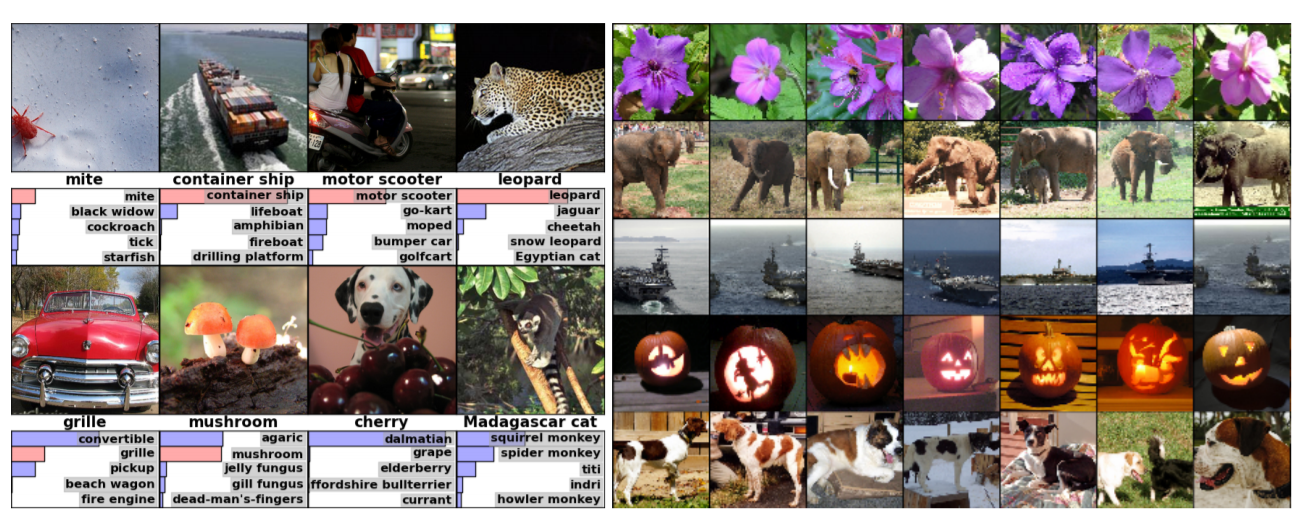 mite container ship motor scooter leopard
mite container ship motor scooter leopard
black widow lifeboat go-kart jaguar
cockroach amphibian moped cheetah
tick fireboat bumper car snow leopard
starfish drilling platform golfcart Egyptian cat
grille mushroom cherry Madagascar cat
convertible agaric dalmatian squirrel monkey
grille mushroom grape spider monkey
pickup jelly fungus elderberry titi
beach wagon gill fungus ffordshire bullterrier indri
fire engine dead-man's-fingers currant howler monkey